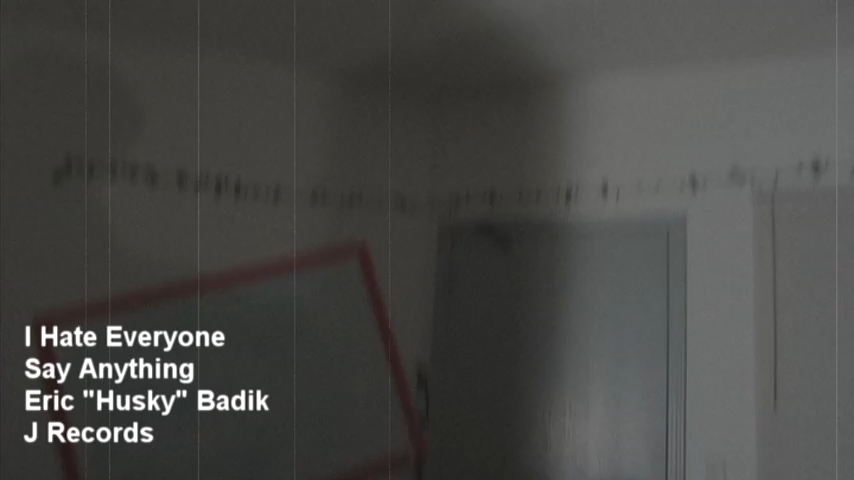 I Hate Everyone
Say Anything
Eric "Husky" Badik
J Records